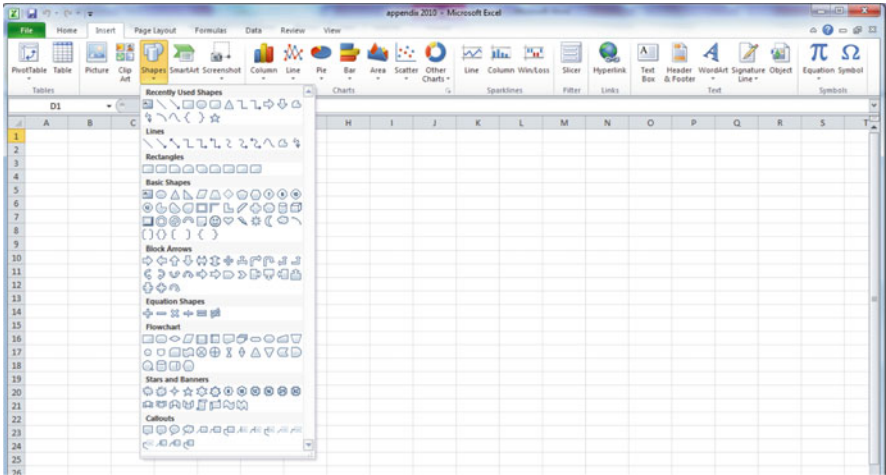 appendix 2010 - Microsoft Excel
File Home Insert Page Layout Formulas Data Review View
PivotTable Table Picture Clip Art Shapes SmartArt Screenshot Column Line Pie Bar Area Scatter Other Charts Line Column Win/Loss Slicer Hyperlink Text Box Header & Footer WordArt Signature Line Object Equation Symbol
Tables Charts Sparklines Filter Links Text Symbols
D1
A B C H I J K L M N O P Q R S T
Recently Used Shapes
Lines
Rectangles
Basic Shapes
Block Arrows
Equation Shapes
Flowchart
Stars and Banners
Callouts
1
2
3
4
5
6
7
8
9
10
11
12
13
14
15
16
17
18
19
20
21
22
23
24
25
26